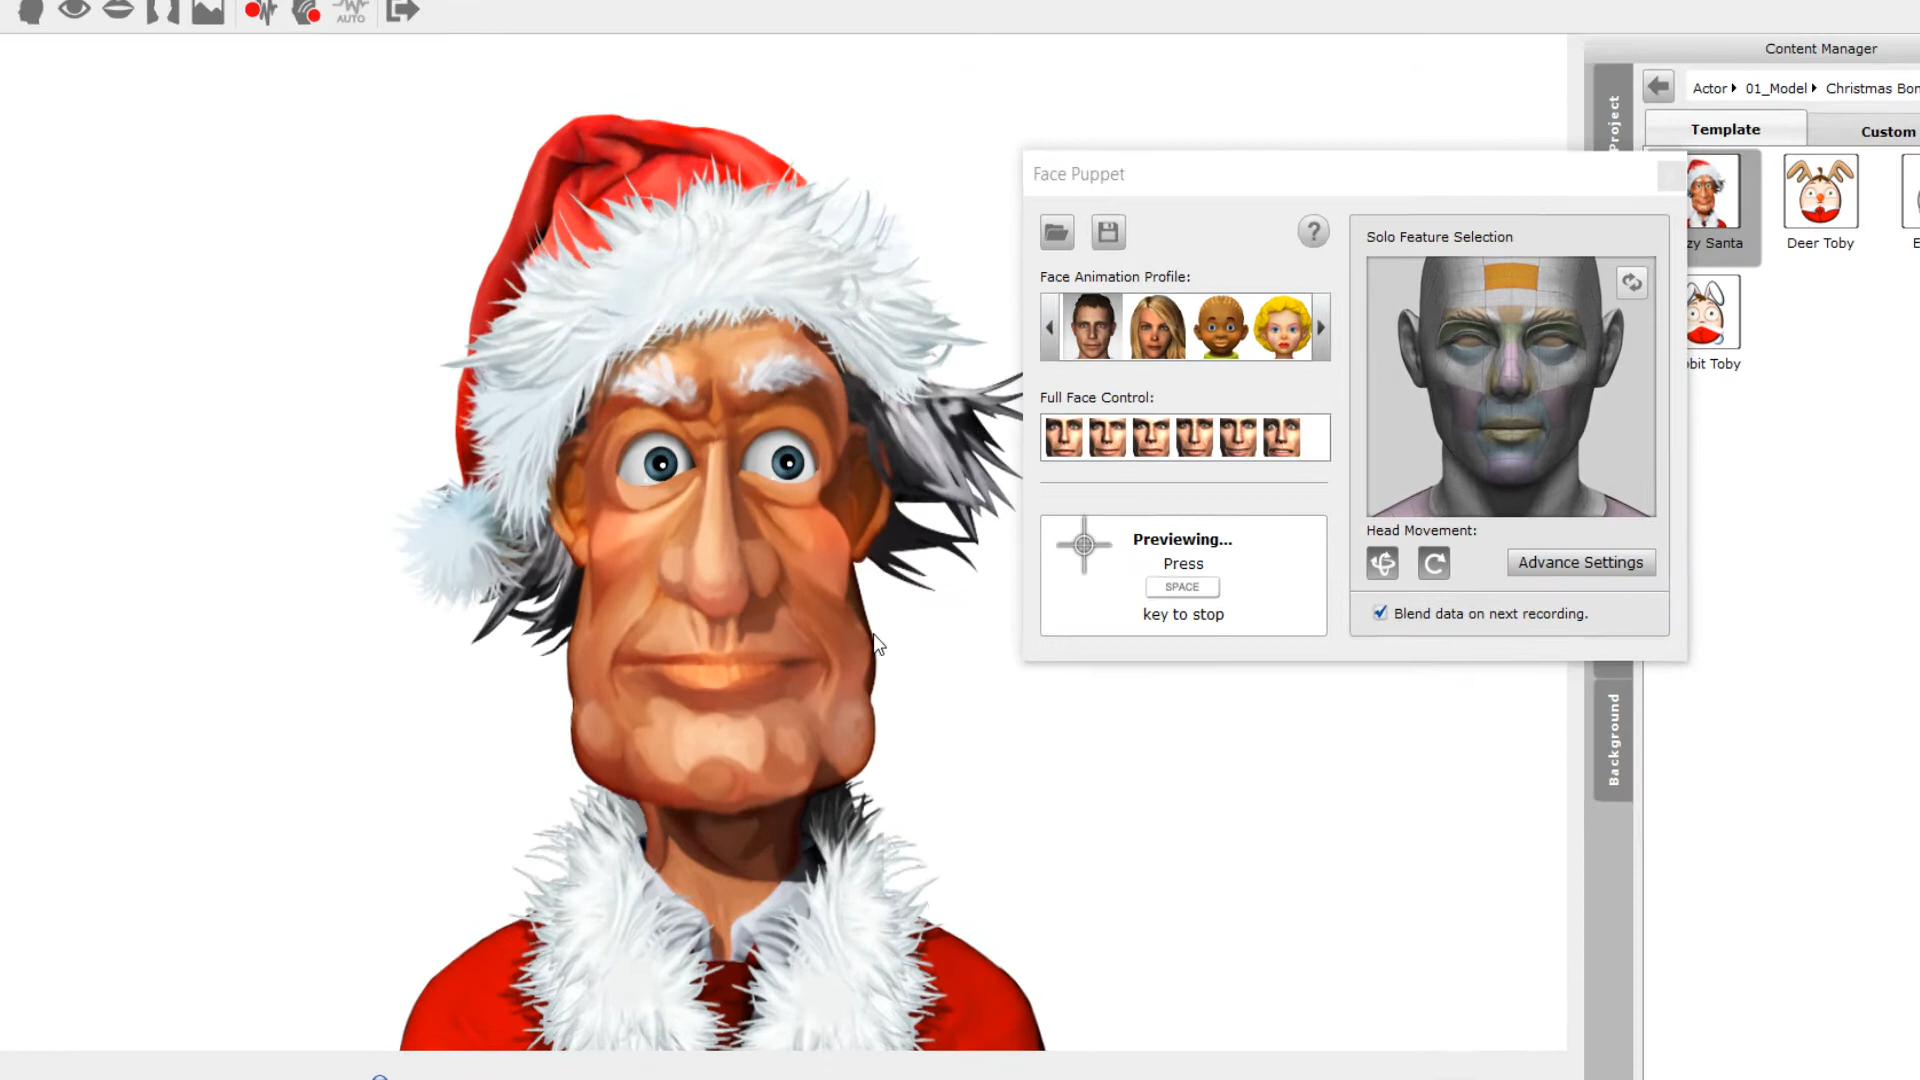 AUTO
Content Manager
Actor 01_Model Christmas Bon
Project
Template
Custom
Face Puppet
?
Solo Feature Selection
zy Santa
Deer Toby
E
Face Animation Profile:
bit Toby
Full Face Control:
Head Movement:
Advance Settings
Previewing...
Press
SPACE
key to stop
Blend data on next recording.
Background